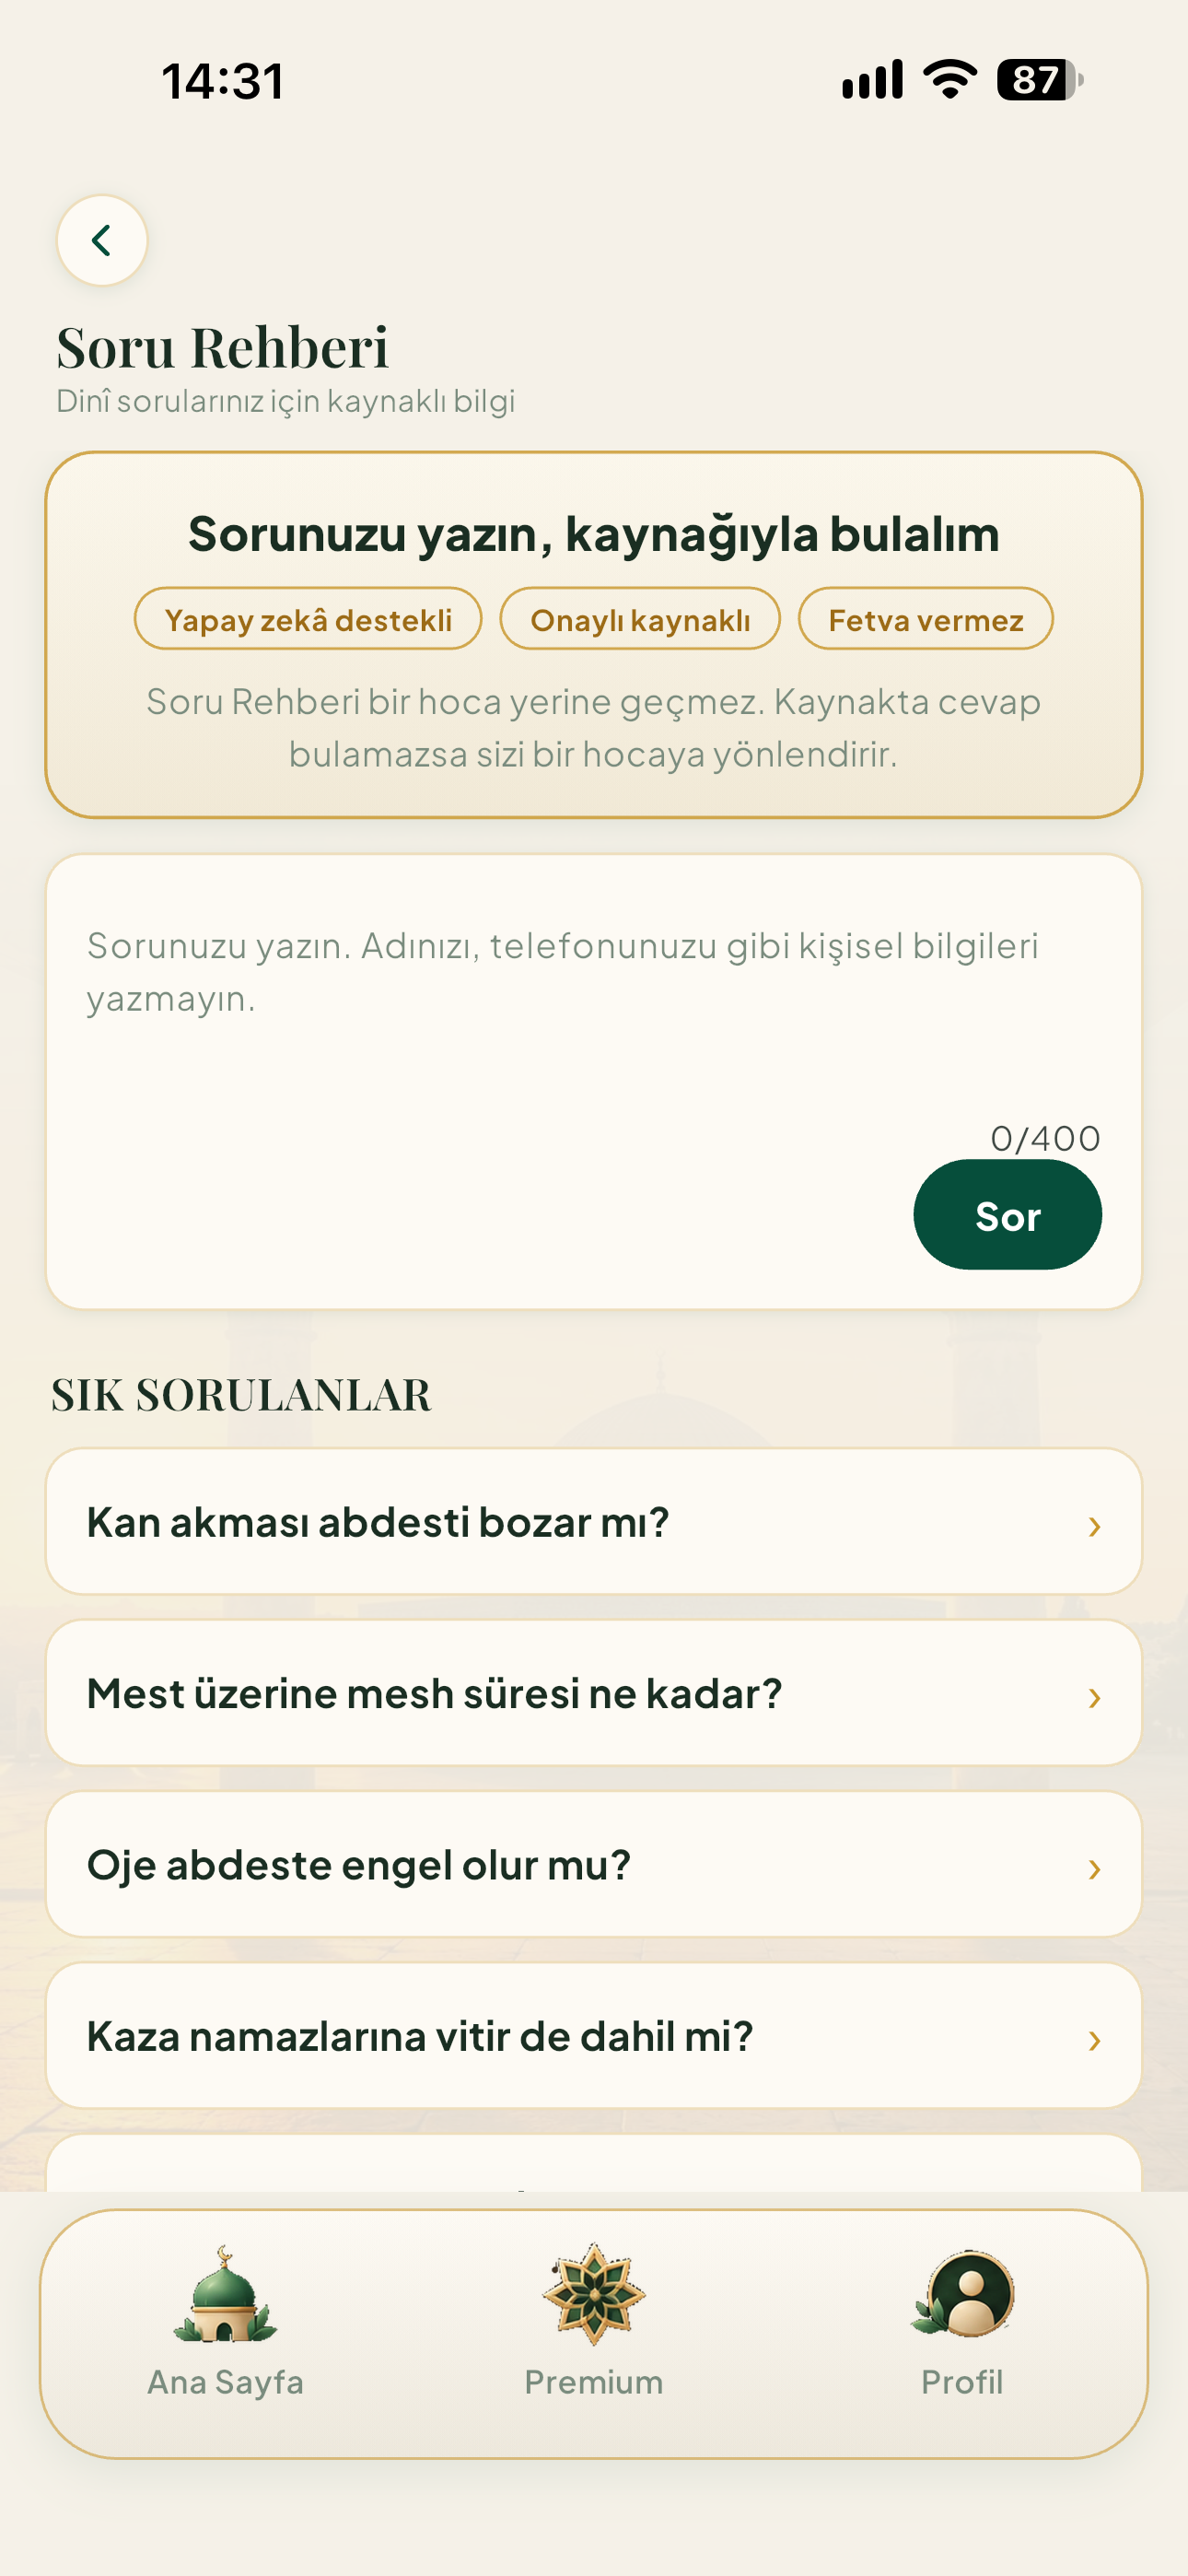 14:31
87
Soru Rehberi
Dinî sorularınız için kaynaklı bilgi
Sorunuzu yazın, kaynağıyla bulalım
Yapay zekâ destekli
Onaylı kaynaklı
Fetva vermez
Soru Rehberi bir hoca yerine geçmez. Kaynakta cevap
bulamazsa sizi bir hocaya yönlendirir.
Sorunuzu yazın. Adınızı, telefonunuzu gibi kişisel bilgileri
yazmayın.
0/400
Sor
SIK SORULANLAR
Kan akması abdesti bozar mı?
Mest üzerine mesh süresi ne kadar?
Oje abdeste engel olur mu?
Kaza namazlarına vitir de dahil mi?
Ana Sayfa
Premium
Profil